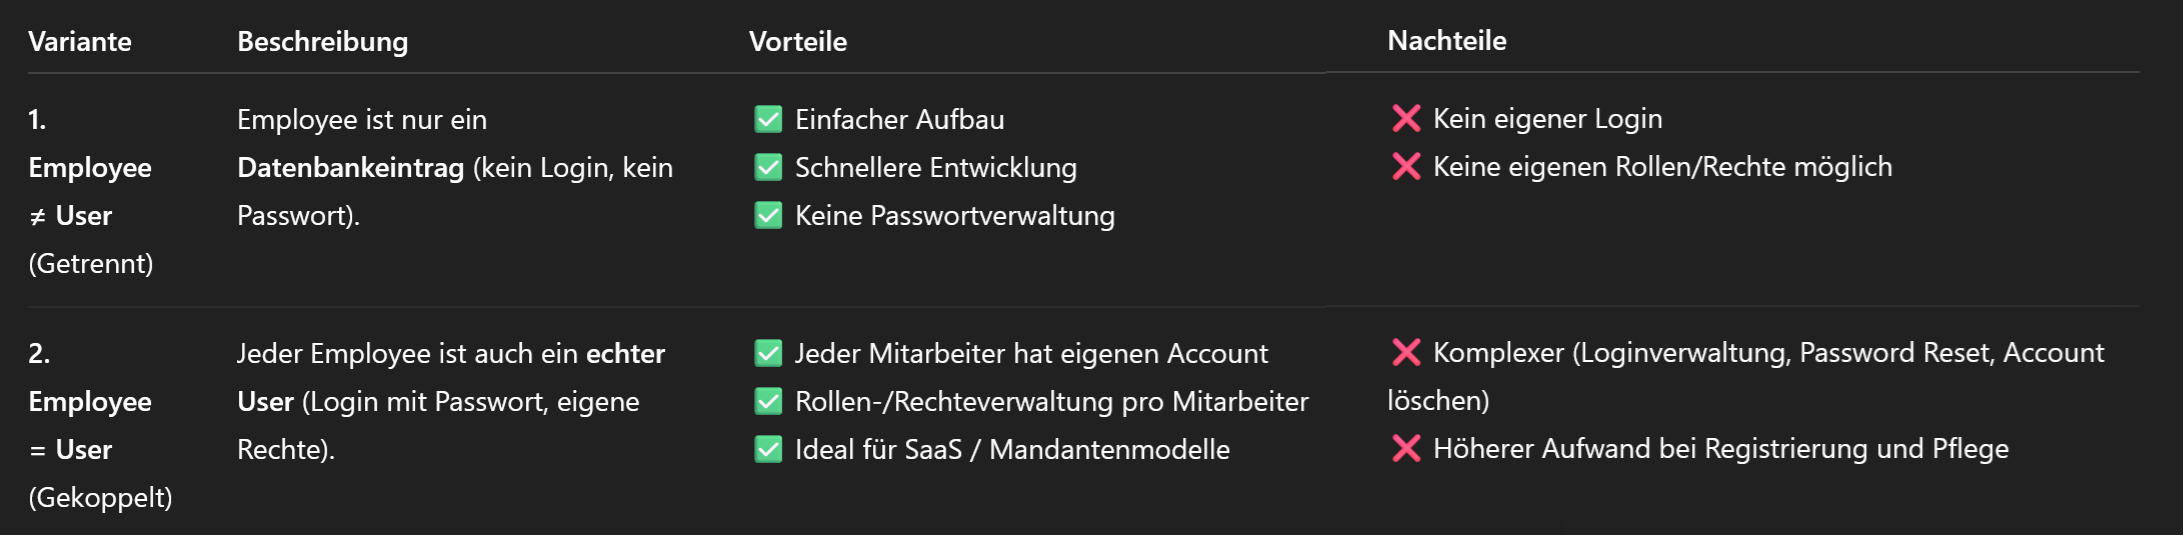 Variante Beschreibung Vorteile Nachteile
1.
Employee
≠ User
(Getrennt)
Employee ist nur ein
Datenbankeintrag (kein Login, kein
Passwort).
✅ Einfacher Aufbau
✅ Schnellere Entwicklung
✅ Keine Passwortverwaltung
❌ Kein eigener Login
❌ Keine eigenen Rollen/Rechte möglich
2.
Employee
= User
(Gekoppelt)
Jeder Employee ist auch ein echter
User (Login mit Passwort, eigene
Rechte).
✅ Jeder Mitarbeiter hat eigenen Account
✅ Rollen-/Rechteverwaltung pro Mitarbeiter
✅ Ideal für SaaS / Mandantenmodelle
❌ Komplexer (Loginverwaltung, Password Reset, Account
löschen)
❌ Höherer Aufwand bei Registrierung und Pflege